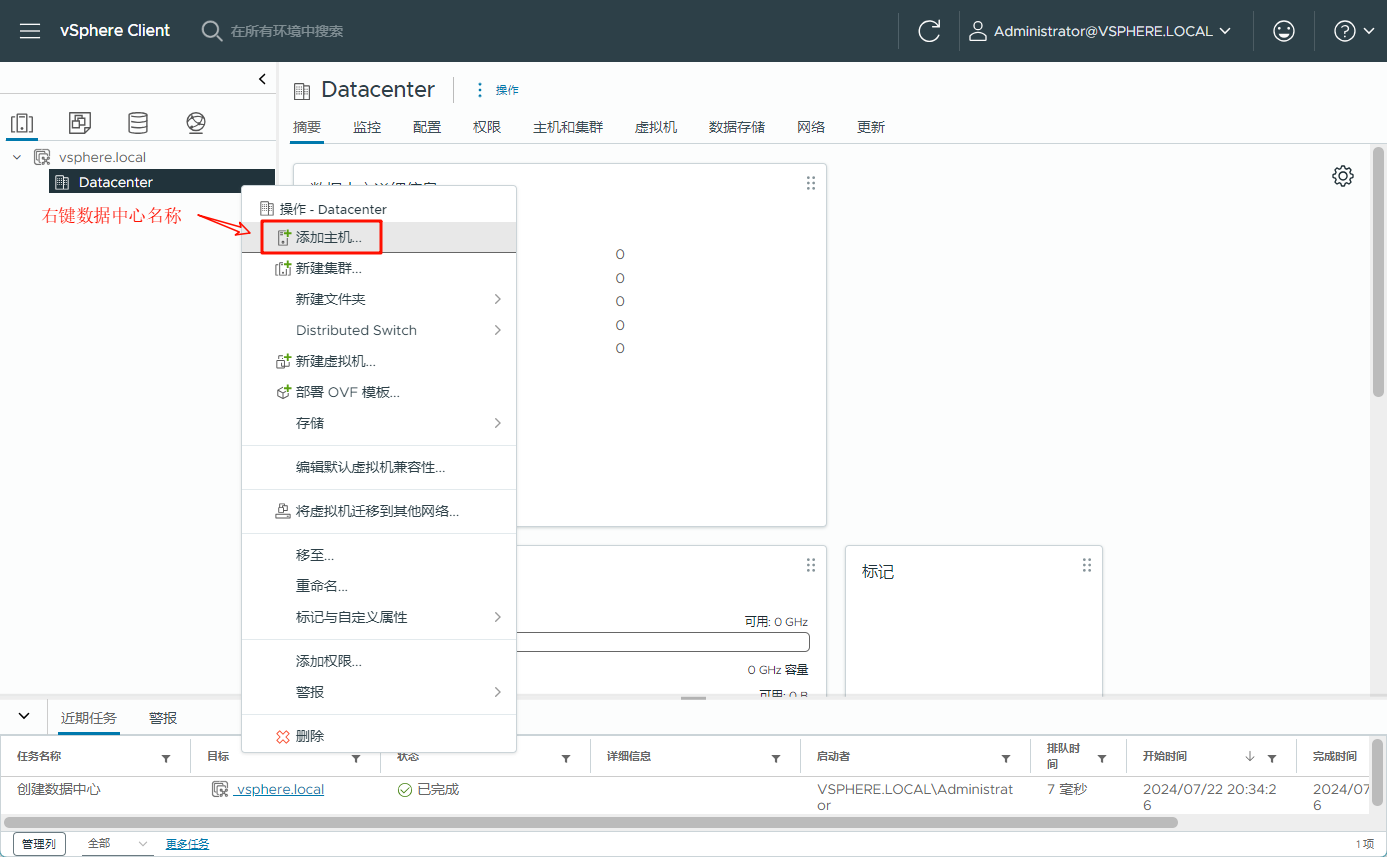 vSphere Client
在所有环境中搜索
Administrator@VSPHERE.LOCAL
Datacenter
操作
摘要 监控 配置 权限 主机和集群 虚拟机 数据存储 网络 更新
vsphere.local
Datacenter
右键数据中心名称
操作 - Datacenter
添加主机...
新建集群...
新建文件夹
Distributed Switch
新建虚拟机...
部署 OVF 模板...
存储
编辑默认虚拟机兼容性...
将虚拟机迁移到其他网络...
移至...
重命名...
标记与自定义属性
添加权限...
警报
删除
0
0
0
0
0
标记
可用: 0 GHz
0 GHz 容量
可用: 0 B
近期任务 警报
任务名称 目标 状态 详细信息 启动者 排队时间 开始时间 完成时间
创建数据中心 vsphere.local 已完成 VSPHERE.LOCAL\Administrator 7 毫秒 2024/07/22 20:34:26 2024/07
管理列 全部 更多任务 1 项